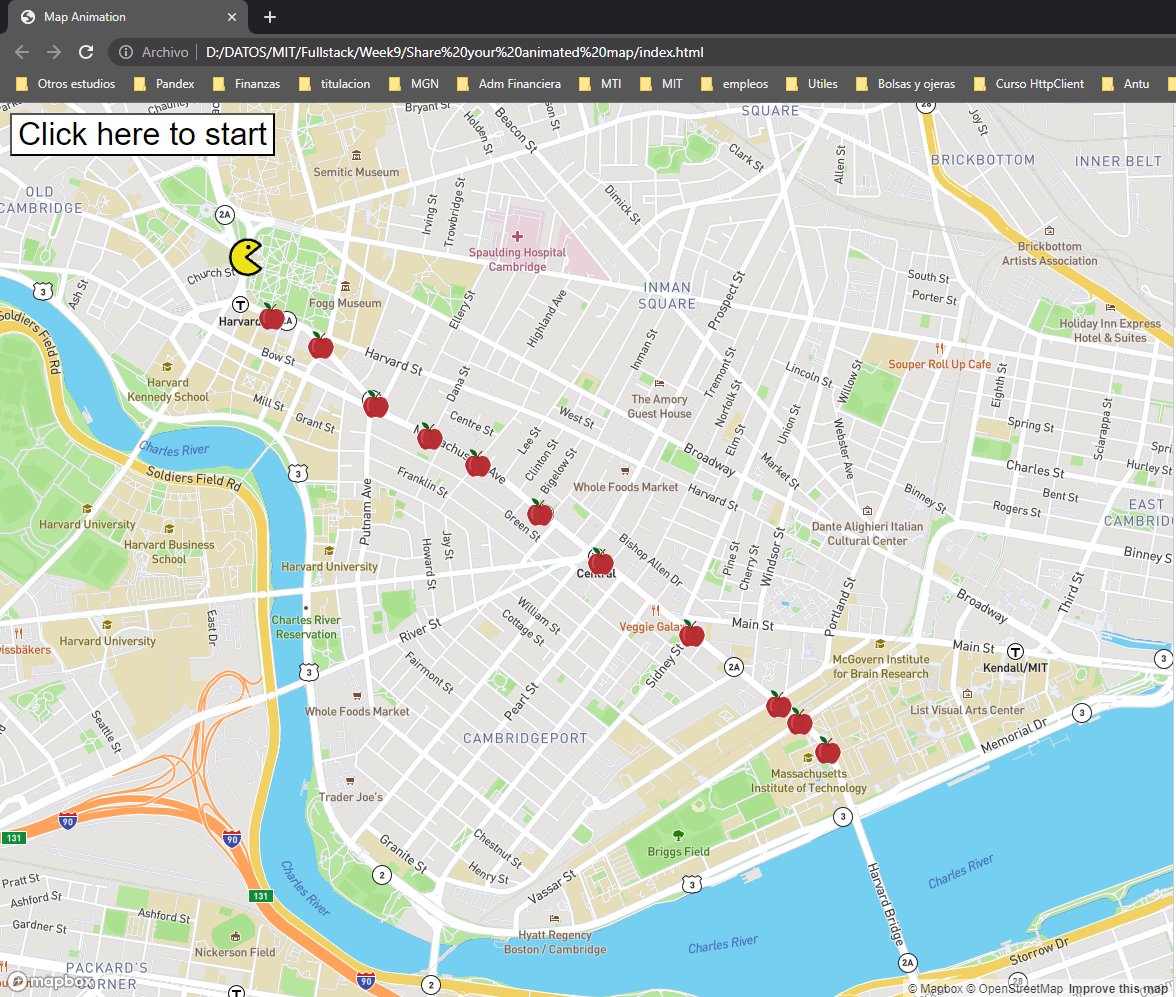 Map Animation
Archivo D:/DATOS/MIT/Fullstack/Week9/Share%20your%20animated%20map/index.html
Otros estudios Pandex Finanzas titulacion MGN Adm Financiera MTI MIT empleos Utiles Bolsas y ojeras Curso HttpClient Antu
Click here to start
Bryant St
Holden St
Beacon St
SQUARE
28
Joy St
Clark St
Allen St
BRICKBOTTOM
INNER BELT
Semitic Museum
OLD
CAMBRIDGE
Irving St
Trowbridge St
Dimick St
2A
Spaulding Hospital
Cambridge
Brickbottom
Artists Association
Church St
3
Ash St
T
Harvard
Fogg Museum
Ellery St
Highland Ave
INMAN
SQUARE
Prospect St
South St
Porter St
Holiday Inn Express
Hotel & Suites
Soldiers Field Rd
Bow St
Harvard St
Inman St
Tremont St
Lincoln St
Willow St
Souper Roll Up Cafe
Eighth St
Harvard
Kennedy School
Mill St
Grant St
Dana St
Centre St
West St
The Amory
Guest House
Norfolk St
Elm St
Union St
Webster Ave
Spring St
Sciarappa St
Charles River
Soldiers Field Rd
3
Franklin St
Lee St
Clinton St
Bigelow St
Broadway
Market St
Charles St
Hurley St
Whole Foods Market
Harvard St
Binney St
Bent St
Rogers St
EAST
CAMBRIDG
Harvard University
Harvard Business
School
Putnam Ave
Green St
Dante Alighieri Italian
Cultural Center
Harvard University
Howard St
Jay St
Central
Bishop Allen Dr
Pine St
Cherry St
Windsor St
Binney S
Portland St
Broadway
Third St
Charles River
Reservation
William St
Cottage St
River St
Veggie Gala
Main St
Harvard University
East Dr
Fairmont St
Sidney St
2A
McGovern Institute
for Brain Research
Main St
T
Kendall/MIT
3
3
Pearl St
List Visual Arts Center
3
Whole Foods Market
Seattle St
CAMBRIDGEPORT
Memorial Dr
Massachusetts
Institute of Technology
Trader Joe's
90
90
131
3
Granite St
Chestnut St
Henry St
Briggs Field
2
Vassar St
3
Harvard Bridge
Charles River
Pratt St
Ashford St
Gardner St
131
Charles River
Ashford St
Nickerson Field
Hyatt Regency
Boston / Cambridge
Charles River
Storrow Dr
2A
28
PACKARD'S
CORNER
90
2
T
mapbox
© Mapbox © OpenStreetMap Improve this map